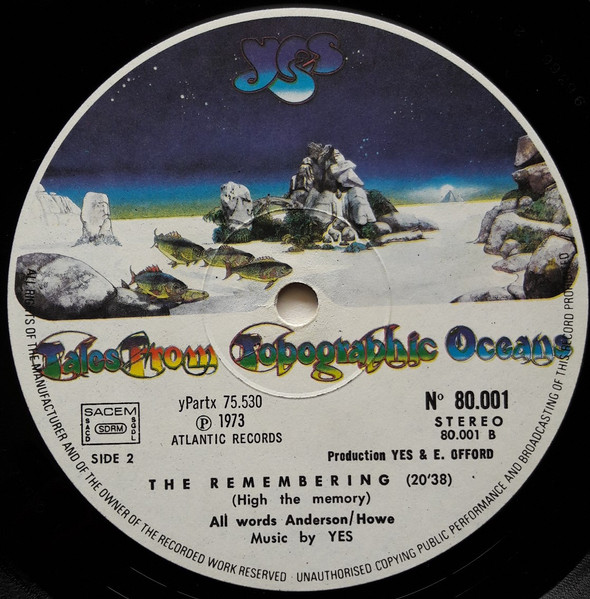 yes
Tales From Topographic Oceans
yPartx 75.530
℗ 1973
ATLANTIC RECORDS
Nº 80.001
STEREO
80.001 B
SACEM
SACD
SDRM
SGDL
SIDE 2
Production YES & E. OFFORD
THE REMEMBERING (20'38)
(High the memory)
All words Anderson/Howe
Music by YES
ALL RIGHTS OF THE MANUFACTURER AND OF THE OWNER OF THE RECORDED WORK RESERVED · UNAUTHORISED COPYING PUBLIC PERFORMANCE AND BROADCASTING OF THIS RECORD PROHIBITED